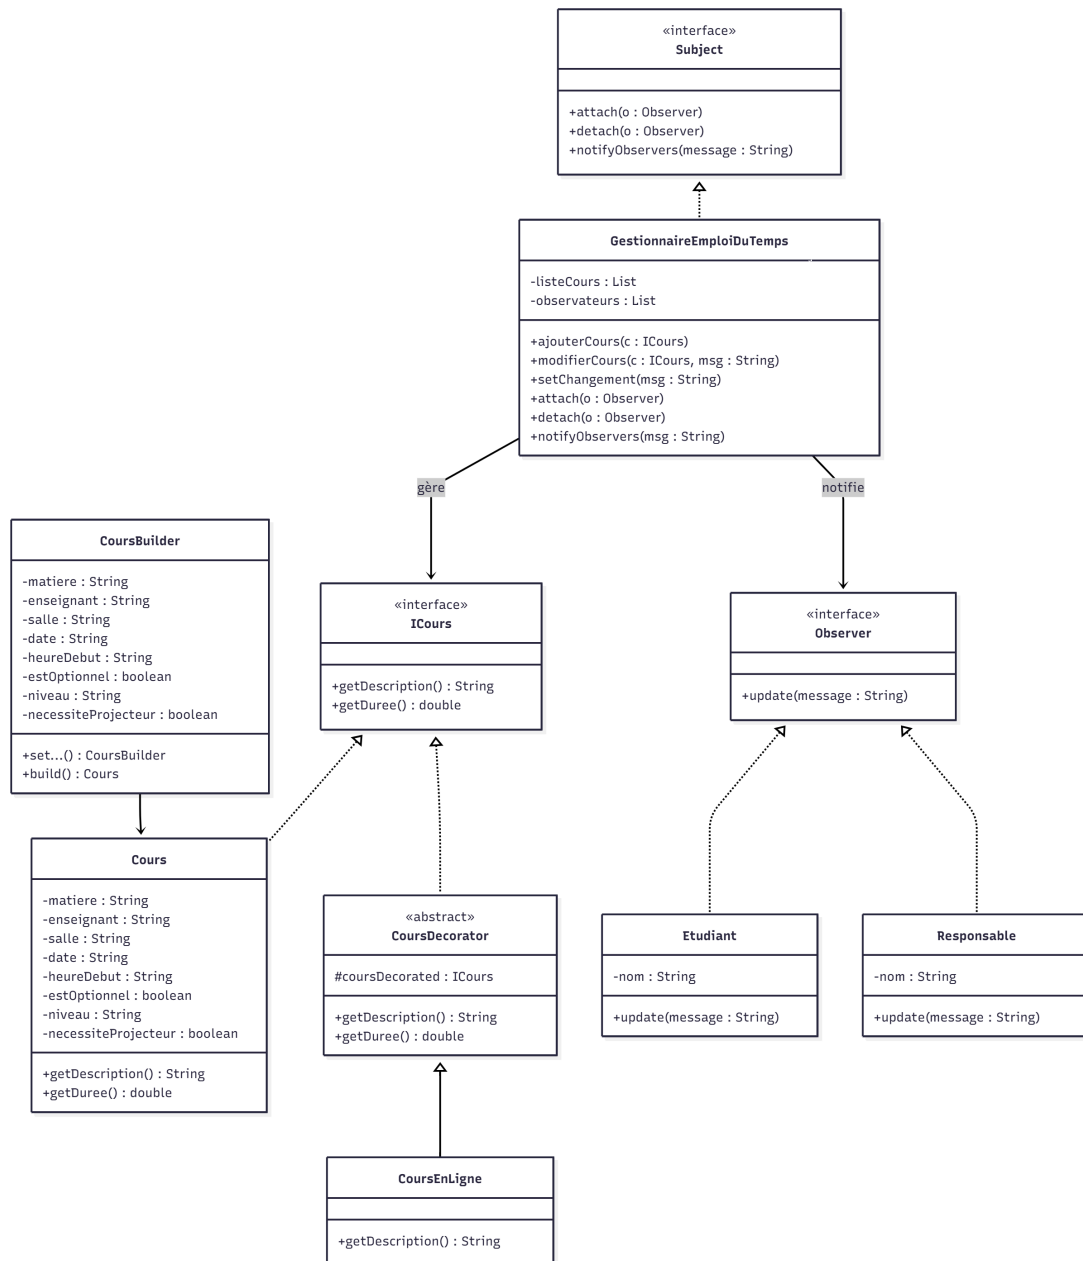 «interface»
Subject
+attach(o : Observer)
+detach(o : Observer)
+notifyObservers(message : String)
GestionnaireEmploiDuTemps
-listeCours : List
-observateurs : List
+ajouterCours(c : ICours)
+modifierCours(c : ICours, msg : String)
+setChangement(msg : String)
+attach(o : Observer)
+detach(o : Observer)
+notifyObservers(msg : String)
gère
notifie
CoursBuilder
-matiere : String
-enseignant : String
-salle : String
-date : String
-heureDebut : String
-estOptionnel : boolean
-niveau : String
-necessiteProjecteur : boolean
+set...() : CoursBuilder
+build() : Cours
«interface»
ICours
+getDescription() : String
+getDuree() : double
«interface»
Observer
+update(message : String)
Cours
-matiere : String
-enseignant : String
-salle : String
-date : String
-heureDebut : String
-estOptionnel : boolean
-niveau : String
-necessiteProjecteur : boolean
+getDescription() : String
+getDuree() : double
«abstract»
CoursDecorator
#coursDecorated : ICours
+getDescription() : String
+getDuree() : double
Etudiant
-nom : String
+update(message : String)
Responsable
-nom : String
+update(message : String)
CoursEnLigne
+getDescription() : String